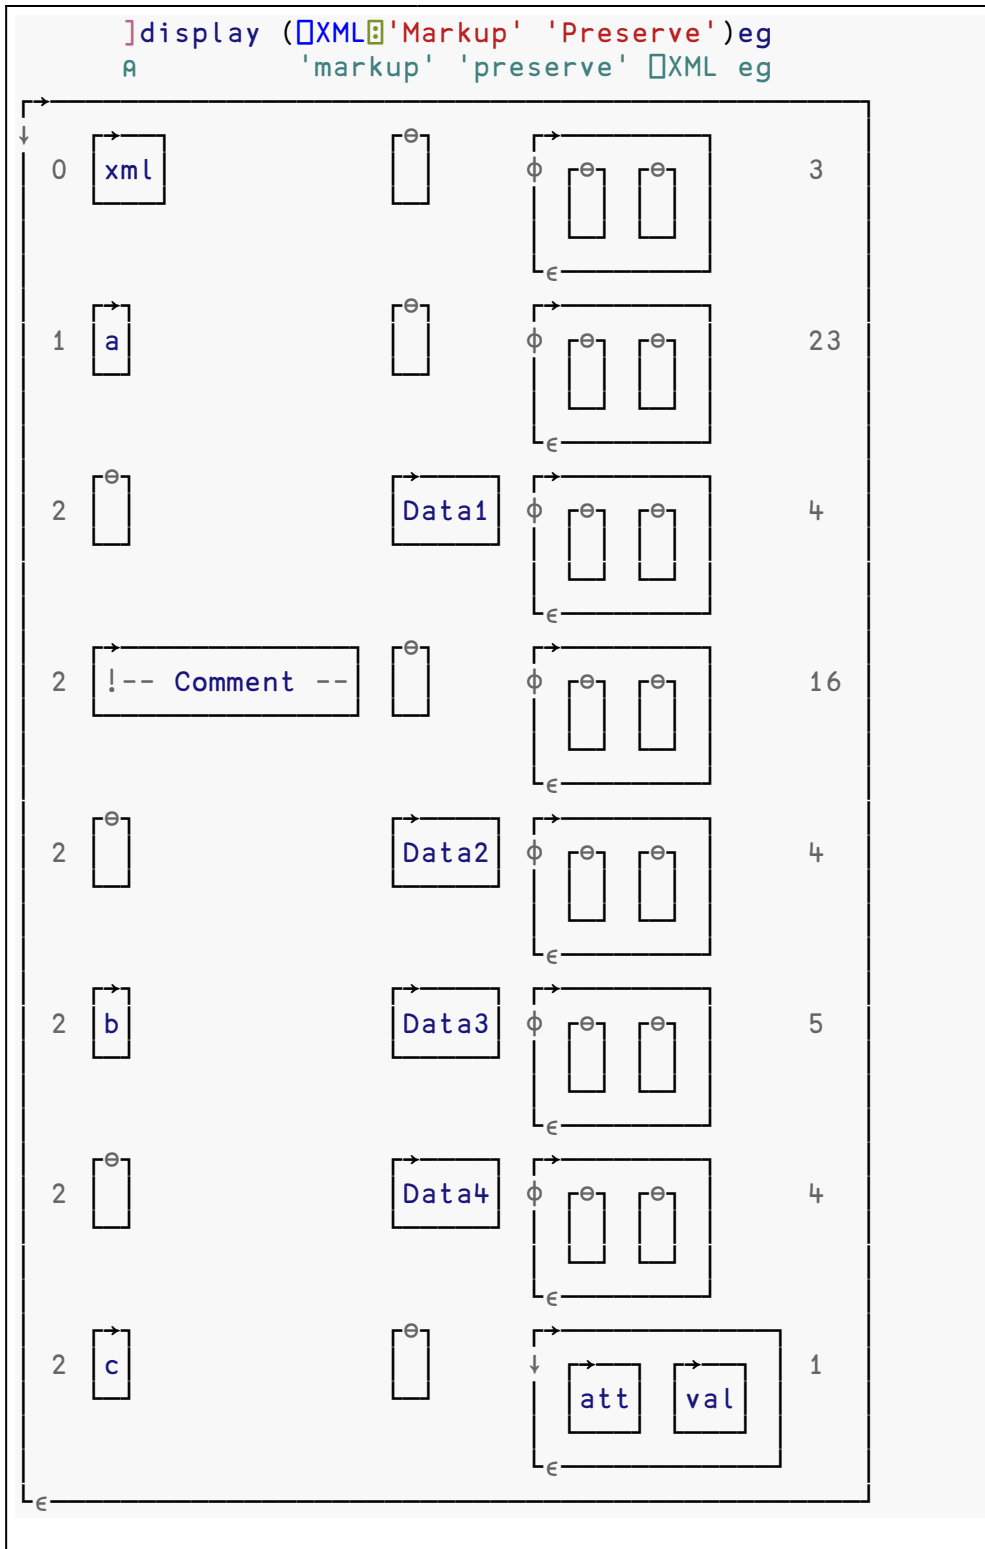 ]display (⎕XML⍠'Markup' 'Preserve')eg
⍝ 'markup' 'preserve' ⎕XML eg
┌→┐
↓
0 xml ⊖ ⌽ ⊖ ⊖ 3
∊
1 a ⊖ ⌽ ⊖ ⊖ 23
∊
2 ⊖ Data1 ⌽ ⊖ ⊖ 4
∊
2 !-- Comment -- ⊖ ⌽ ⊖ ⊖ 16
∊
2 ⊖ Data2 ⌽ ⊖ ⊖ 4
∊
2 b Data3 ⌽ ⊖ ⊖ 5
∊
2 ⊖ Data4 ⌽ ⊖ ⊖ 4
∊
2 c ⊖ ↓ 1
att val
∊
∊